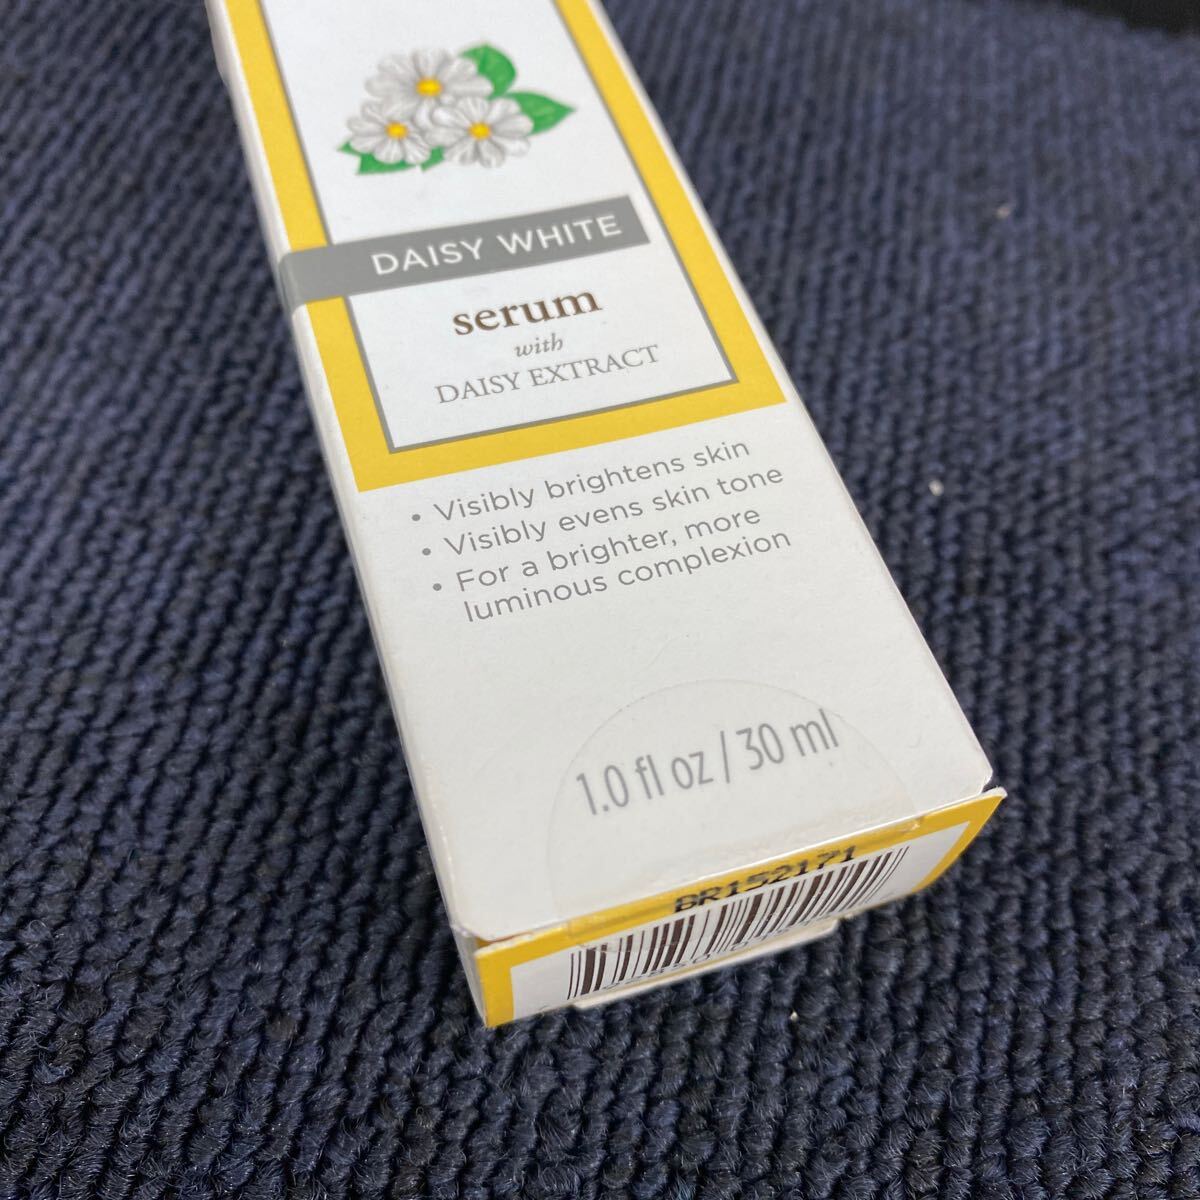 DAISY WHITE
serum
with
DAISY EXTRACT
• Visibly brightens skin
• Visibly evens skin tone
• For a brighter, more
luminous complexion
1.0 fl oz / 30 ml
BR152171